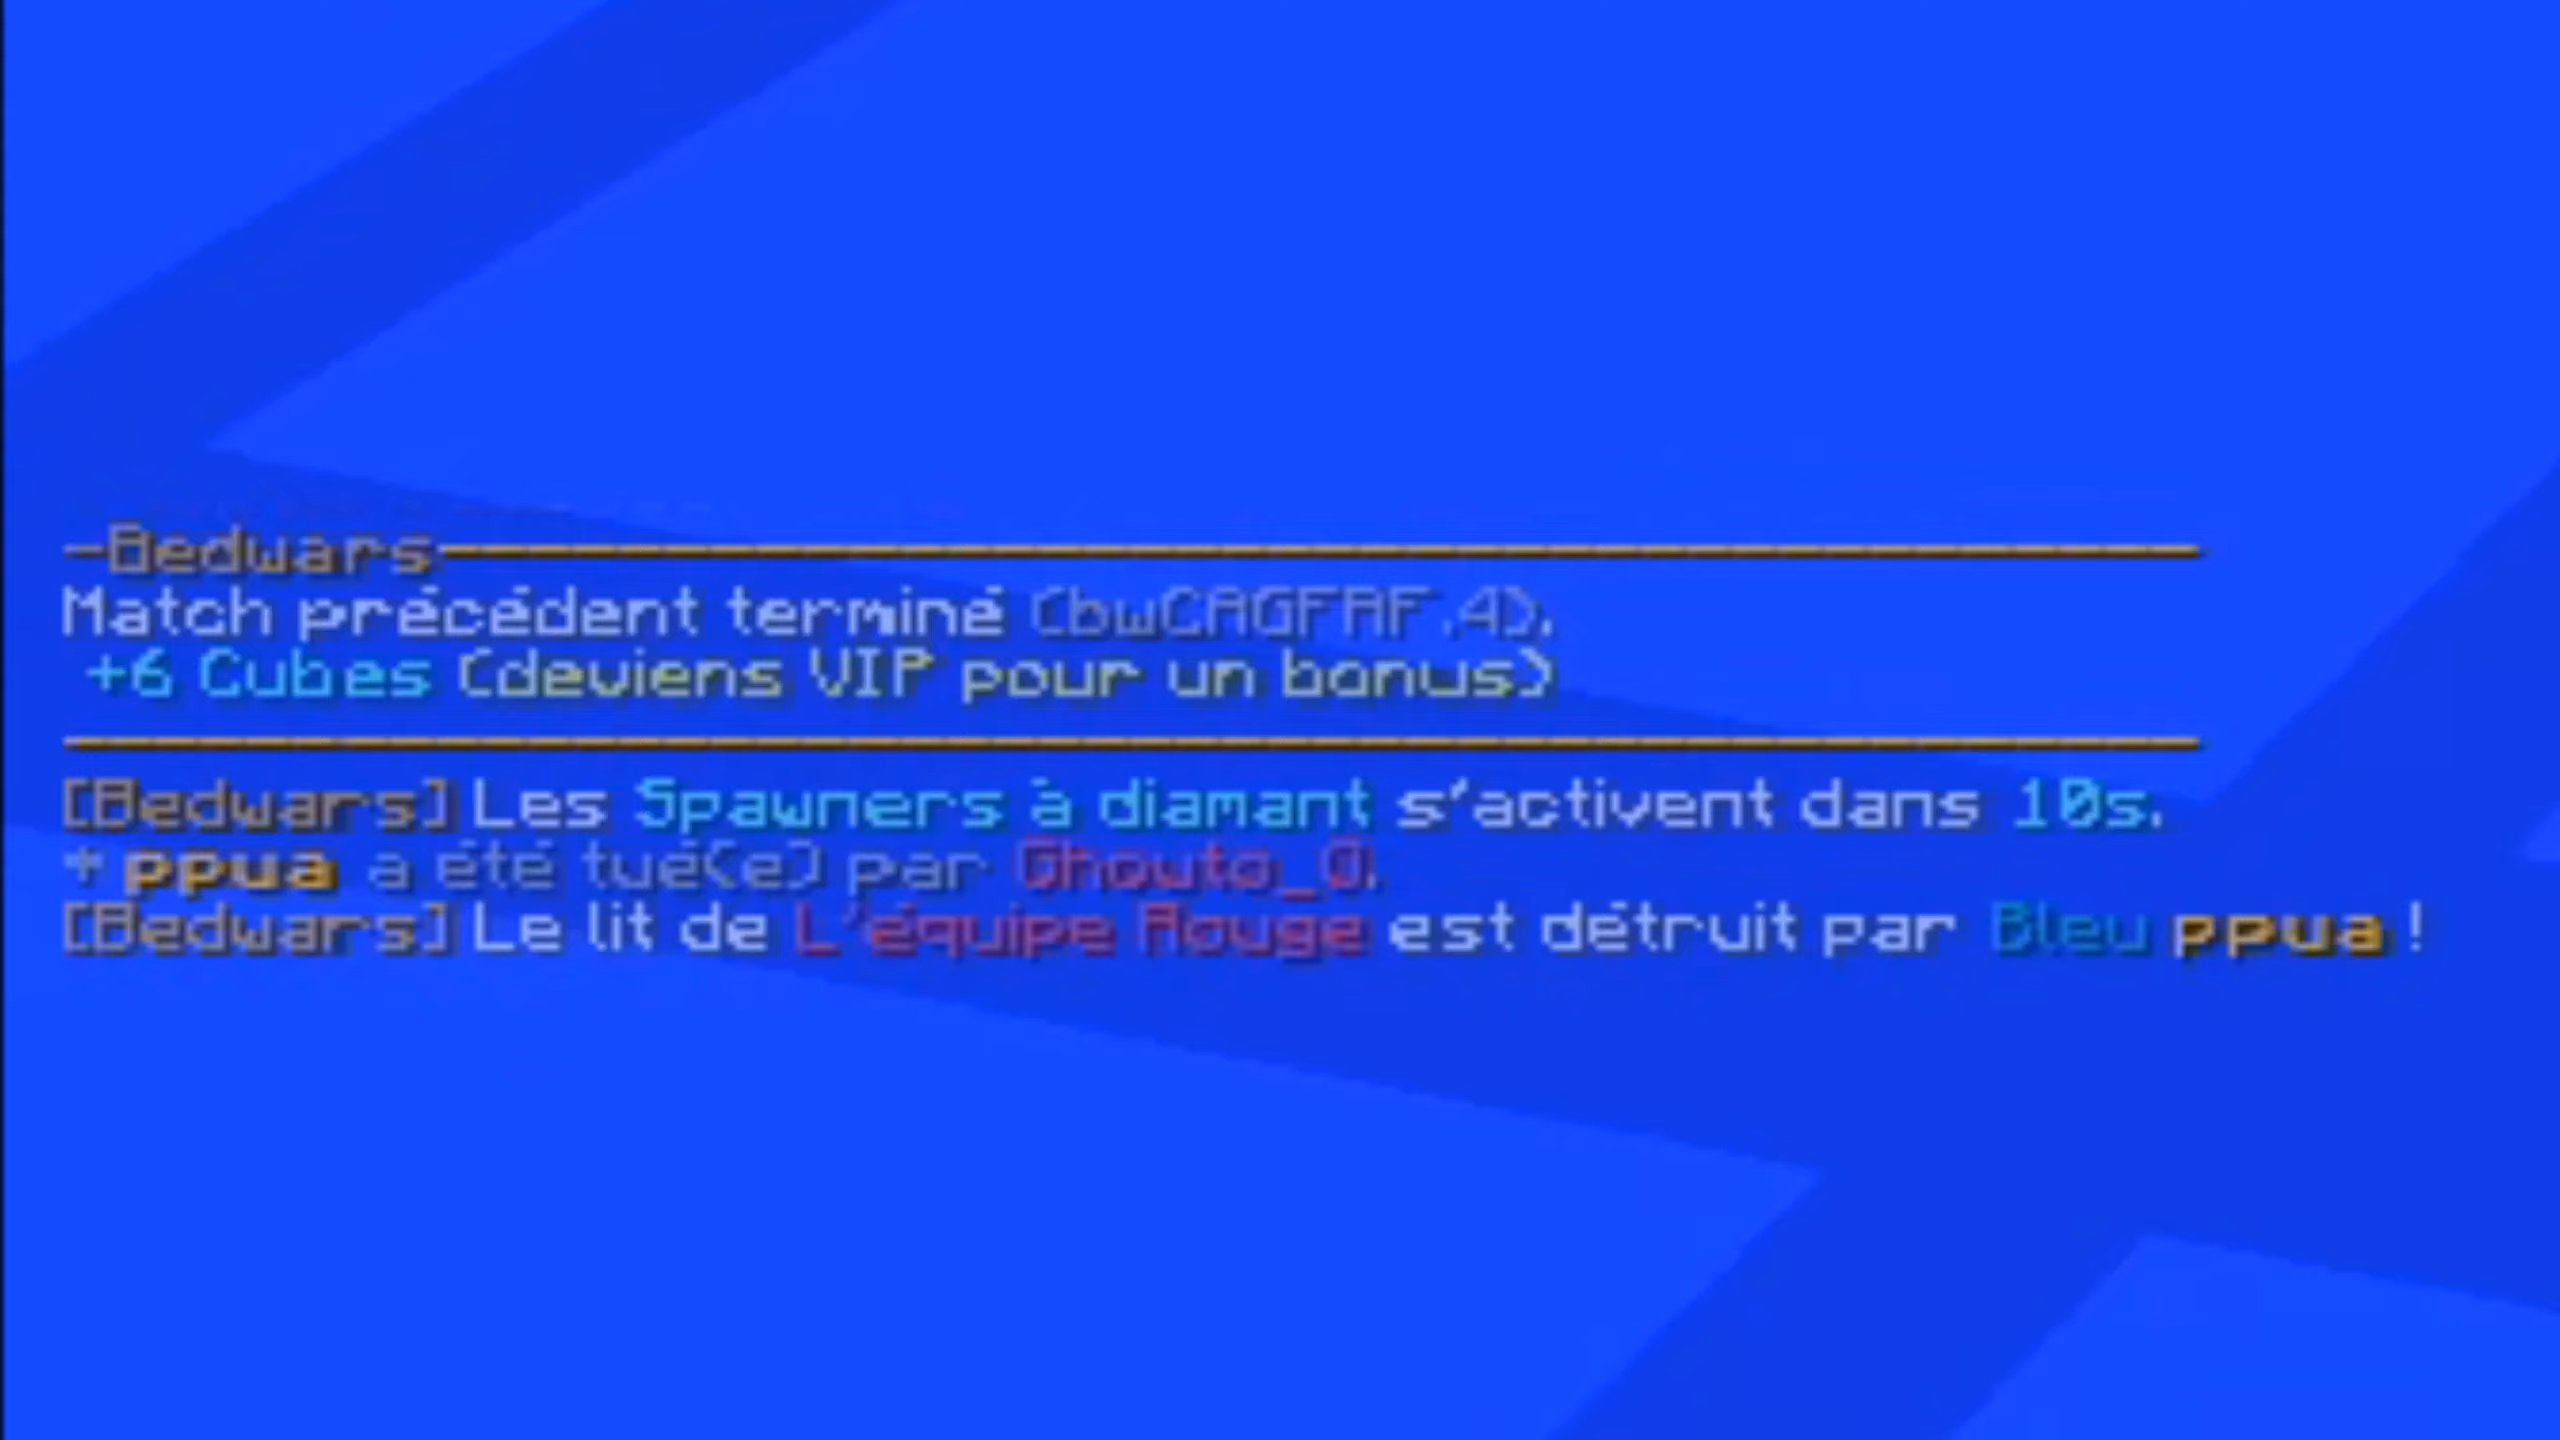 -Bedwars
Match précédent terminé (bwCAGFAF.4).
+6 Cubes (deviens VIP pour un bonus)
[Bedwars] Les Spawners à diamant s'activent dans 10s.
+ ppua a été tué(e) par Ghouto_0.
[Bedwars] Le lit de L'équipe Rouge est détruit par Bleu ppua !